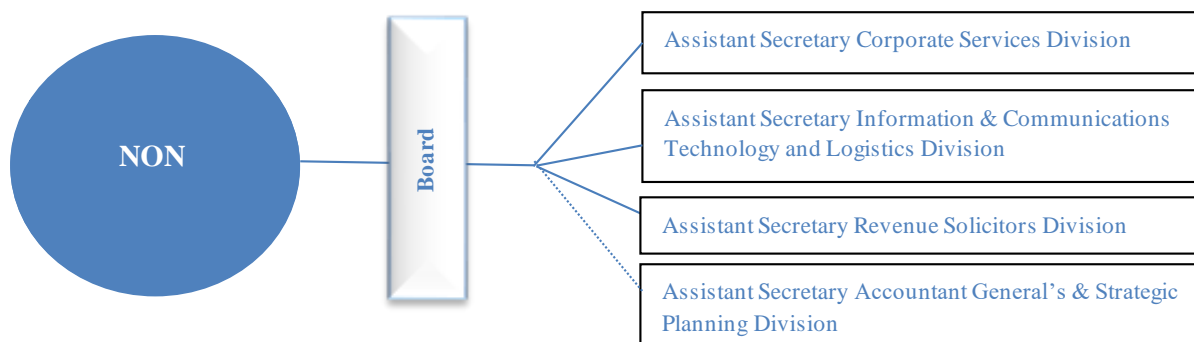 NON
Board
Assistant Secretary Corporate Services Division
Assistant Secretary Information & Communications
Technology and Logistics Division
Assistant Secretary Revenue Solicitors Division
Assistant Secretary Accountant General’s & Strategic
Planning Division